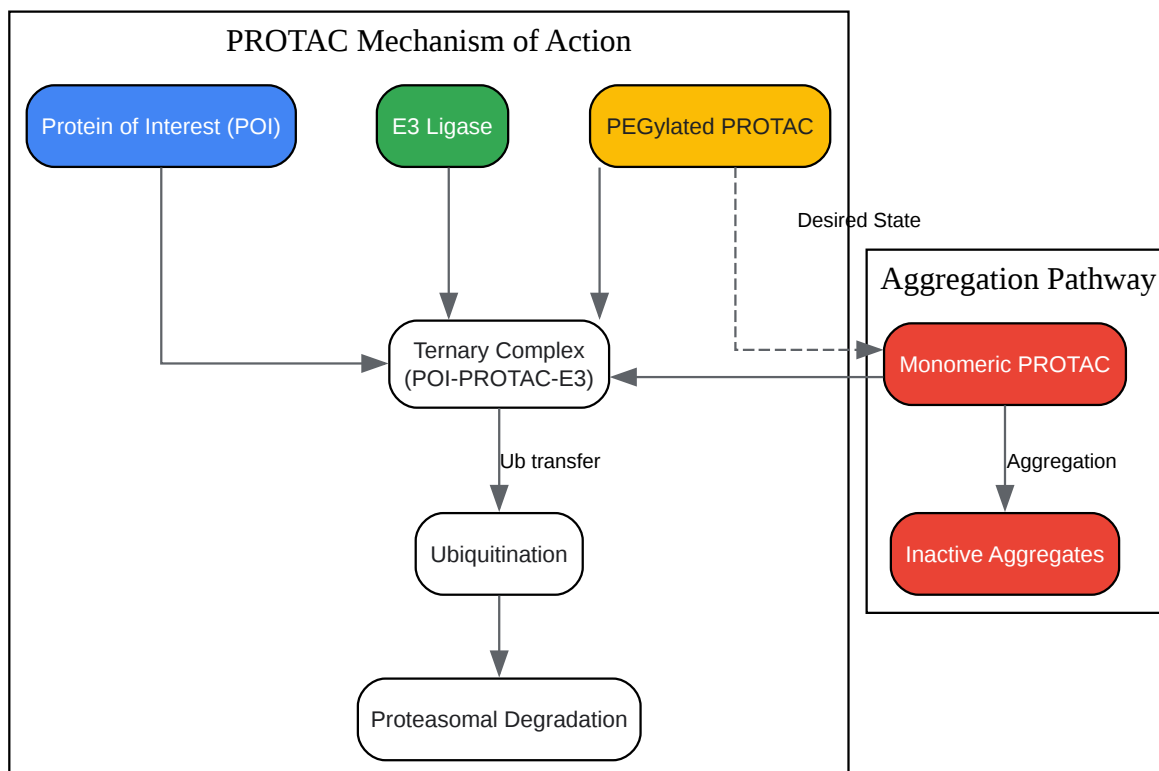 PROTAC Mechanism of Action
Protein of Interest (POI)
E3 Ligase
PEGylated PROTAC
Desired State
Aggregation Pathway
Ternary Complex
(POI-PROTAC-E3)
Monomeric PROTAC
Ub transfer
Aggregation
Ubiquitination
Inactive Aggregates
Proteasomal Degradation